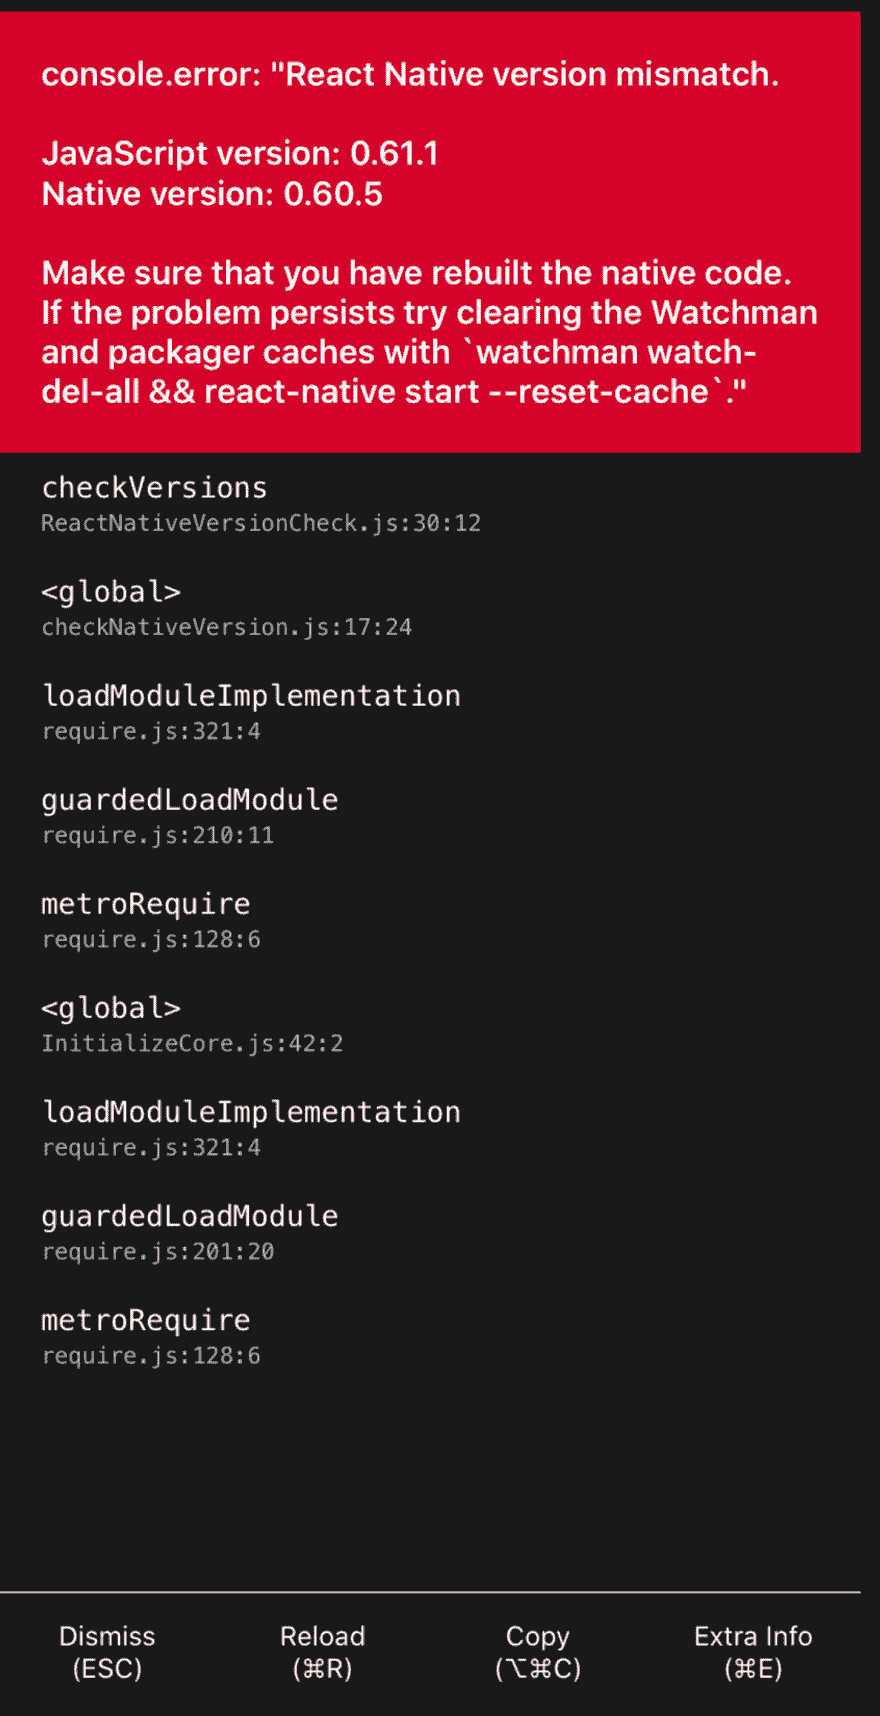 console.error: "React Native version mismatch.
JavaScript version: 0.61.1
Native version: 0.60.5
Make sure that you have rebuilt the native code.
If the problem persists try clearing the Watchman
and packager caches with `watchman watch-
del-all && react-native start --reset-cache`."
checkVersions
ReactNativeVersionCheck.js:30:12
<global>
checkNativeVersion.js:17:24
loadModuleImplementation
require.js:321:4
guardedLoadModule
require.js:210:11
metroRequire
require.js:128:6
<global>
InitializeCore.js:42:2
loadModuleImplementation
require.js:321:4
guardedLoadModule
require.js:201:20
metroRequire
require.js:128:6
Dismiss Reload Copy Extra Info
(ESC) (⌘R) (⌥⌘C) (⌘E)